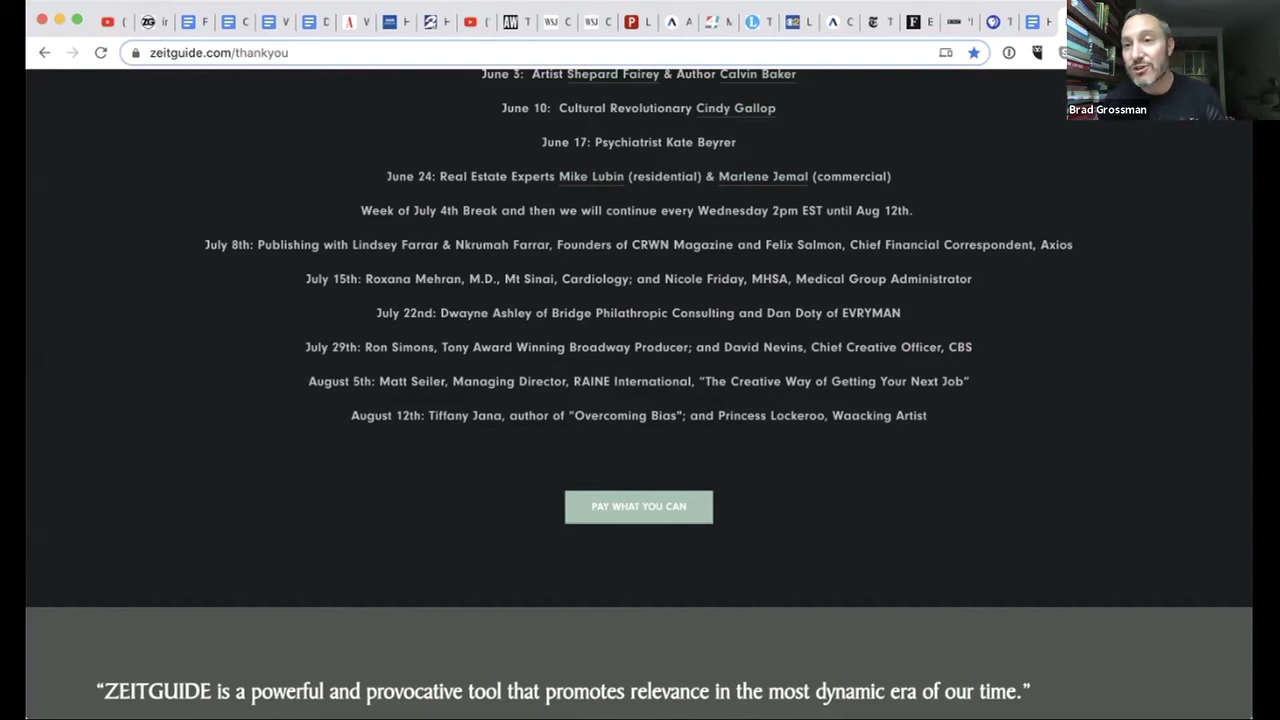 zeitguide.com/thankyou
Brad Grossman
June 3: Artist Shepard Fairey & Author Calvin Baker
June 10: Cultural Revolutionary Cindy Gallop
June 17: Psychiatrist Kate Beyrer
June 24: Real Estate Experts Mike Lubin (residential) & Marlene Jemal (commercial)
Week of July 4th Break and then we will continue every Wednesday 2pm EST until Aug 12th.
July 8th: Publishing with Lindsey Farrar & Nkrumah Farrar, Founders of CRWN Magazine and Felix Salmon, Chief Financial Correspondent, Axios
July 15th: Roxana Mehran, M.D., Mt Sinai, Cardiology; and Nicole Friday, MHSA, Medical Group Administrator
July 22nd: Dwayne Ashley of Bridge Philathropic Consulting and Dan Doty of EVRYMAN
July 29th: Ron Simons, Tony Award Winning Broadway Producer; and David Nevins, Chief Creative Officer, CBS
August 5th: Matt Seiler, Managing Director, RAINE International, “The Creative Way of Getting Your Next Job”
August 12th: Tiffany Jana, author of "Overcoming Bias"; and Princess Lockeroo, Waacking Artist
PAY WHAT YOU CAN
“ZEITGUIDE is a powerful and provocative tool that promotes relevance in the most dynamic era of our time.”